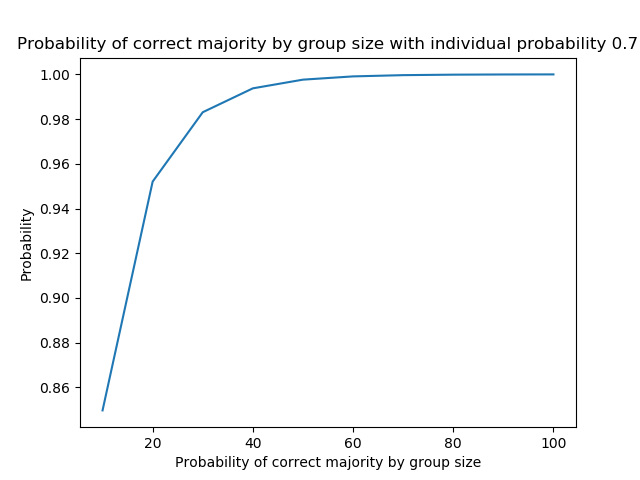 Probability of correct majority by group size with individual probability 0.7
1.00
0.98
0.96
0.94
0.92
0.90
0.88
0.86
Probability
20 40 60 80 100
Probability of correct majority by group size